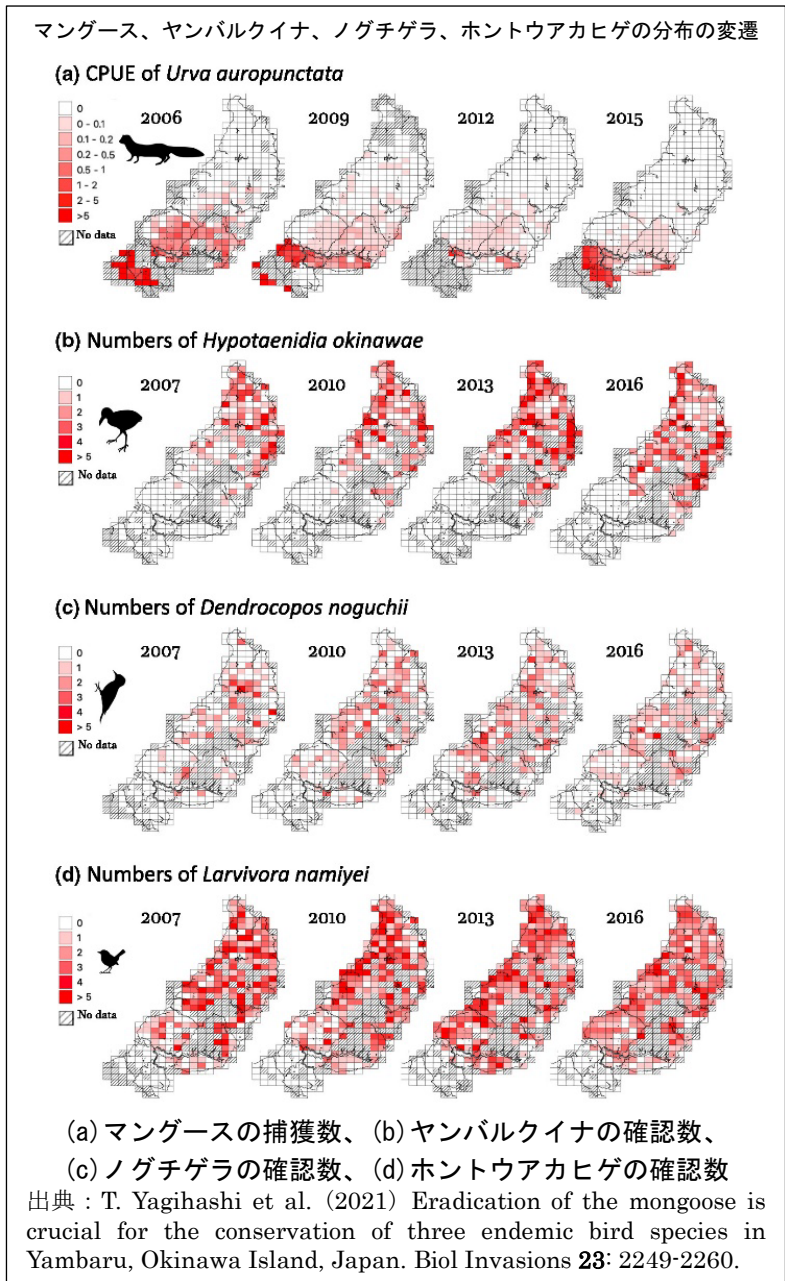 マングース、ヤンバルクイナ、ノグチゲラ、ホントウアカヒゲの分布の変遷
(a) CPUE of Urva auropunctata
2006 2009 2012 2015
0
0 - 0.1
0.1 - 0.2
0.2 - 0.5
0.5 - 1
1 - 2
2 - 5
>5
No data
(b) Numbers of Hypotaenidia okinawae
2007 2010 2013 2016
0
1
2
3
4
> 5
No data
(c) Numbers of Dendrocopos noguchii
2007 2010 2013 2016
0
1
2
3
4
> 5
No data
(d) Numbers of Larvivora namiyei
2007 2010 2013 2016
0
1
2
3
4
> 5
No data
(a)マングースの捕獲数、(b)ヤンバルクイナの確認数、
(c)ノグチゲラの確認数、(d)ホントウアカヒゲの確認数
出典：T. Yagihashi et al. (2021) Eradication of the mongoose is
crucial for the conservation of three endemic bird species in
Yambaru, Okinawa Island, Japan. Biol Invasions 23: 2249-2260.